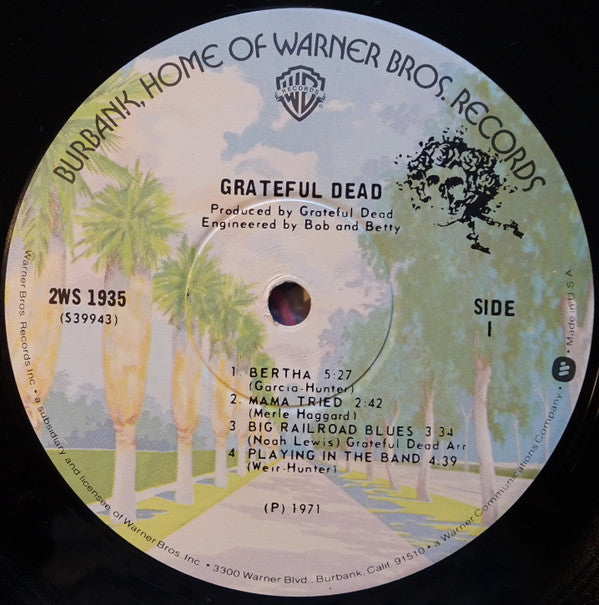 BURBANK, HOME OF WARNER BROS. RECORDS
W B
RECORDS
GRATEFUL DEAD
Produced by Grateful Dead
Engineered by Bob and Betty
2WS 1935
(S39943)
SIDE
1
1 BERTHA 5:27
(Garcia-Hunter)
2. MAMA TRIED 2:42
(Merle Haggard)
3 BIG RAILROAD BLUES 3 34
(Noah Lewis) Grateful Dead Arr
4 PLAYING IN THE BAND 4:39
(Weir-Hunter)
(P) 1971
Warner Bros. Records Inc. • a subsidiary and licensee of Warner Bros. Inc. • 3300 Warner Blvd., Burbank, Calif. 91510 • a Warner Communications Company. • Made in U.S.A.